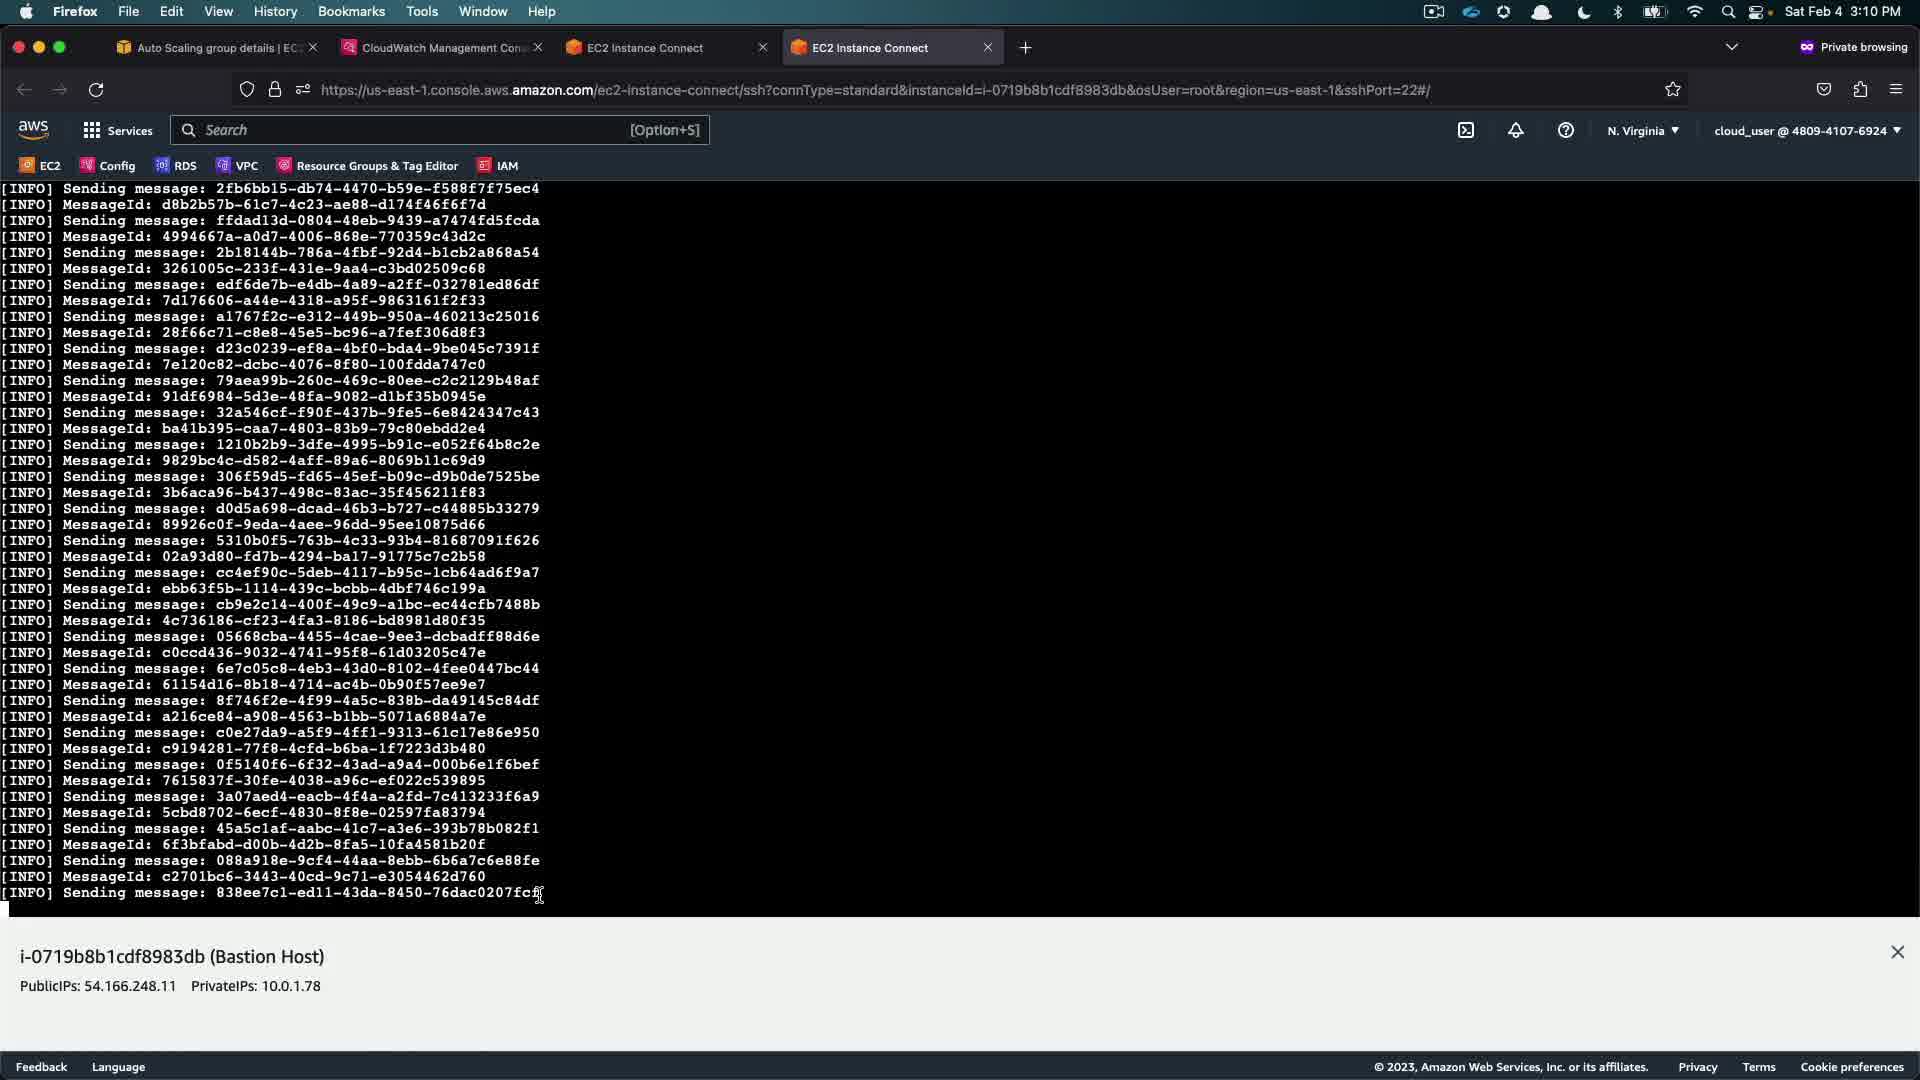 Firefox File Edit View History Bookmarks Tools Window Help Sat Feb 4 3:10 PM
Auto Scaling group details | EC CloudWatch Management Con EC2 Instance Connect EC2 Instance Connect Private browsing
https://us-east-1.console.aws.amazon.com/ec2-instance-connect/ssh?connType=standard&instanceId=i-0719b8b1cdf8983db&osUser=root&region=us-east-1&sshPort=22#/
aws Services Search [Option+S] N. Virginia cloud_user @ 4809-4107-6924
EC2 Config RDS VPC Resource Groups & Tag Editor IAM
[INFO] Sending message: 2fb6bb15-db74-4470-b59e-f588f7f75ec4
[INFO] MessageId: d8b2b57b-61c7-4c23-ae88-d174f46f6f7d
[INFO] Sending message: ffdad13d-0804-48eb-9439-a7474fd5fcda
[INFO] MessageId: 4994667a-a0d7-4006-868e-770359c43d2c
[INFO] Sending message: 2b18144b-786a-4fbf-92d4-b1cb2a868a54
[INFO] MessageId: 3261005c-233f-431e-9aa4-c3bd02509c68
[INFO] Sending message: edf6de7b-e4db-4a89-a2ff-032781ed86df
[INFO] MessageId: 7d176606-a44e-4318-a95f-9863161f2f33
[INFO] Sending message: a1767f2c-e312-449b-950a-460213c25016
[INFO] MessageId: 28f66c71-c8e8-45e5-bc96-a7fef306d8f3
[INFO] Sending message: d23c0239-ef8a-4bf0-bda4-9be045c7391f
[INFO] MessageId: 7e120c82-dcbc-4076-8f80-100fdda747c0
[INFO] Sending message: 79aea99b-260c-469c-80ee-c2c2129b48af
[INFO] MessageId: 91df6984-5d3e-48fa-9082-d1bf35b0945e
[INFO] Sending message: 32a546cf-f90f-437b-9fe5-6e8424347c43
[INFO] MessageId: ba41b395-caa7-4803-83b9-79c80ebdd2e4
[INFO] Sending message: 1210b2b9-3dfe-4995-b91c-e052f64b8c2e
[INFO] MessageId: 9829bc4c-d582-4aff-89a6-8069b11c69d9
[INFO] Sending message: 306f59d5-fd65-45ef-b09c-d9b0de7525be
[INFO] MessageId: 3b6aca96-b437-498c-83ac-35f456211f83
[INFO] Sending message: d0d5a698-dcad-46b3-b727-c44885b33279
[INFO] MessageId: 89926c0f-9eda-4aee-96dd-95ee10875d66
[INFO] Sending message: 5310b0f5-763b-4c33-93b4-81687091f626
[INFO] MessageId: 02a93d80-fd7b-4294-ba17-91775c7c2b58
[INFO] Sending message: cc4ef90c-5deb-4117-b95c-1cb64ad6f9a7
[INFO] MessageId: ebb63f5b-1114-439c-bcbb-4dbf746c199a
[INFO] Sending message: cb9e2c14-400f-49c9-a1bc-ec44cfb7488b
[INFO] MessageId: 4c736186-cf23-4fa3-8186-bd8981d80f35
[INFO] Sending message: 05668cba-4455-4cae-9ee3-dcbadff88d6e
[INFO] MessageId: c0ccd436-9032-4741-95f8-61d03205c47e
[INFO] Sending message: 6e7c05c8-4eb3-43d0-8102-4fee0447bc44
[INFO] MessageId: 61154d16-8b18-4714-ac4b-0b90f57ee9e7
[INFO] Sending message: 8f746f2e-4f99-4a5c-838b-da49145c84df
[INFO] MessageId: a216ce84-a908-4563-b1bb-5071a6884a7e
[INFO] Sending message: c0e27da9-a5f9-4ff1-9313-61c17e86e950
[INFO] MessageId: c9194281-77f8-4cfd-b6ba-1f7223d3b480
[INFO] Sending message: 0f5140f6-6f32-43ad-a9a4-000b6e1f6bef
[INFO] MessageId: 7615837f-30fe-4038-a96c-ef022c539895
[INFO] Sending message: 3a07aed4-eacb-4f4a-a2fd-7c413233f6a9
[INFO] MessageId: 5cbd8702-6ecf-4830-8f8e-02597fa83794
[INFO] Sending message: 45a5c1af-aabc-41c7-a3e6-393b78b082f1
[INFO] MessageId: 6f3bfabd-d00b-4d2b-8fa5-10fa4581b20f
[INFO] Sending message: 088a918e-9cf4-44aa-8ebb-6b6a7c6e88fe
[INFO] MessageId: c2701bc6-3443-40cd-9c71-e3054462d760
[INFO] Sending message: 838ee7c1-ed11-43da-8450-76dac0207fcf
i-0719b8b1cdf8983db (Bastion Host)
PublicIPs: 54.166.248.11 PrivateIPs: 10.0.1.78
Feedback Language © 2023, Amazon Web Services, Inc. or its affiliates. Privacy Terms Cookie preferences